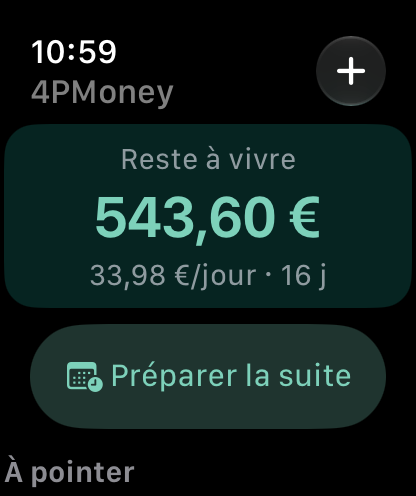 10:59
4PMoney
Reste à vivre
543,60 €
33,98 €/jour · 16 j
Préparer la suite
À pointer